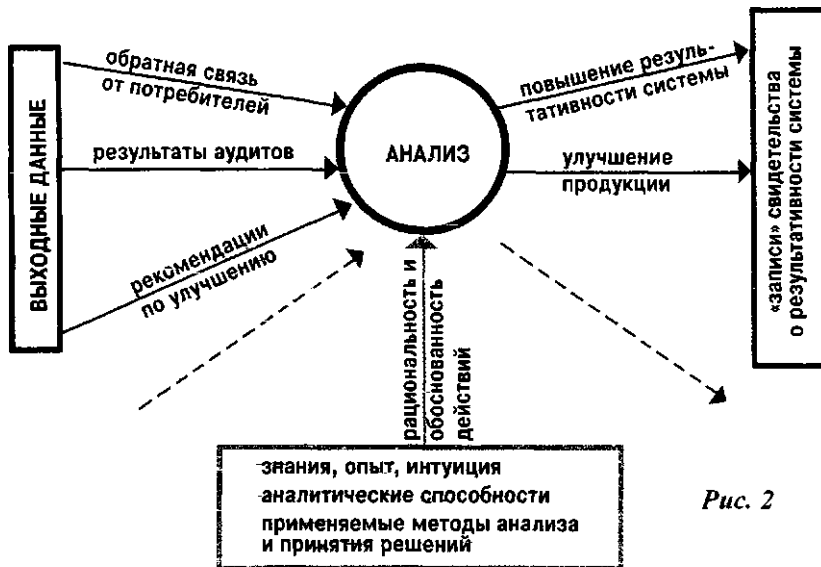 ВЫХОДНЫЕ ДАННЫЕ
обратная связь
от потребителей
результаты аудитов
рекомендации
по улучшению
АНАЛИЗ
повышение резуль-
тативности системы
улучшение
продукции
«записи» свидетельства
о результативности системы
рациональность и
обоснованность
действий
знания, опыт, интуиция
аналитические способности
применяемые методы анализа
и принятия решений
Рис. 2